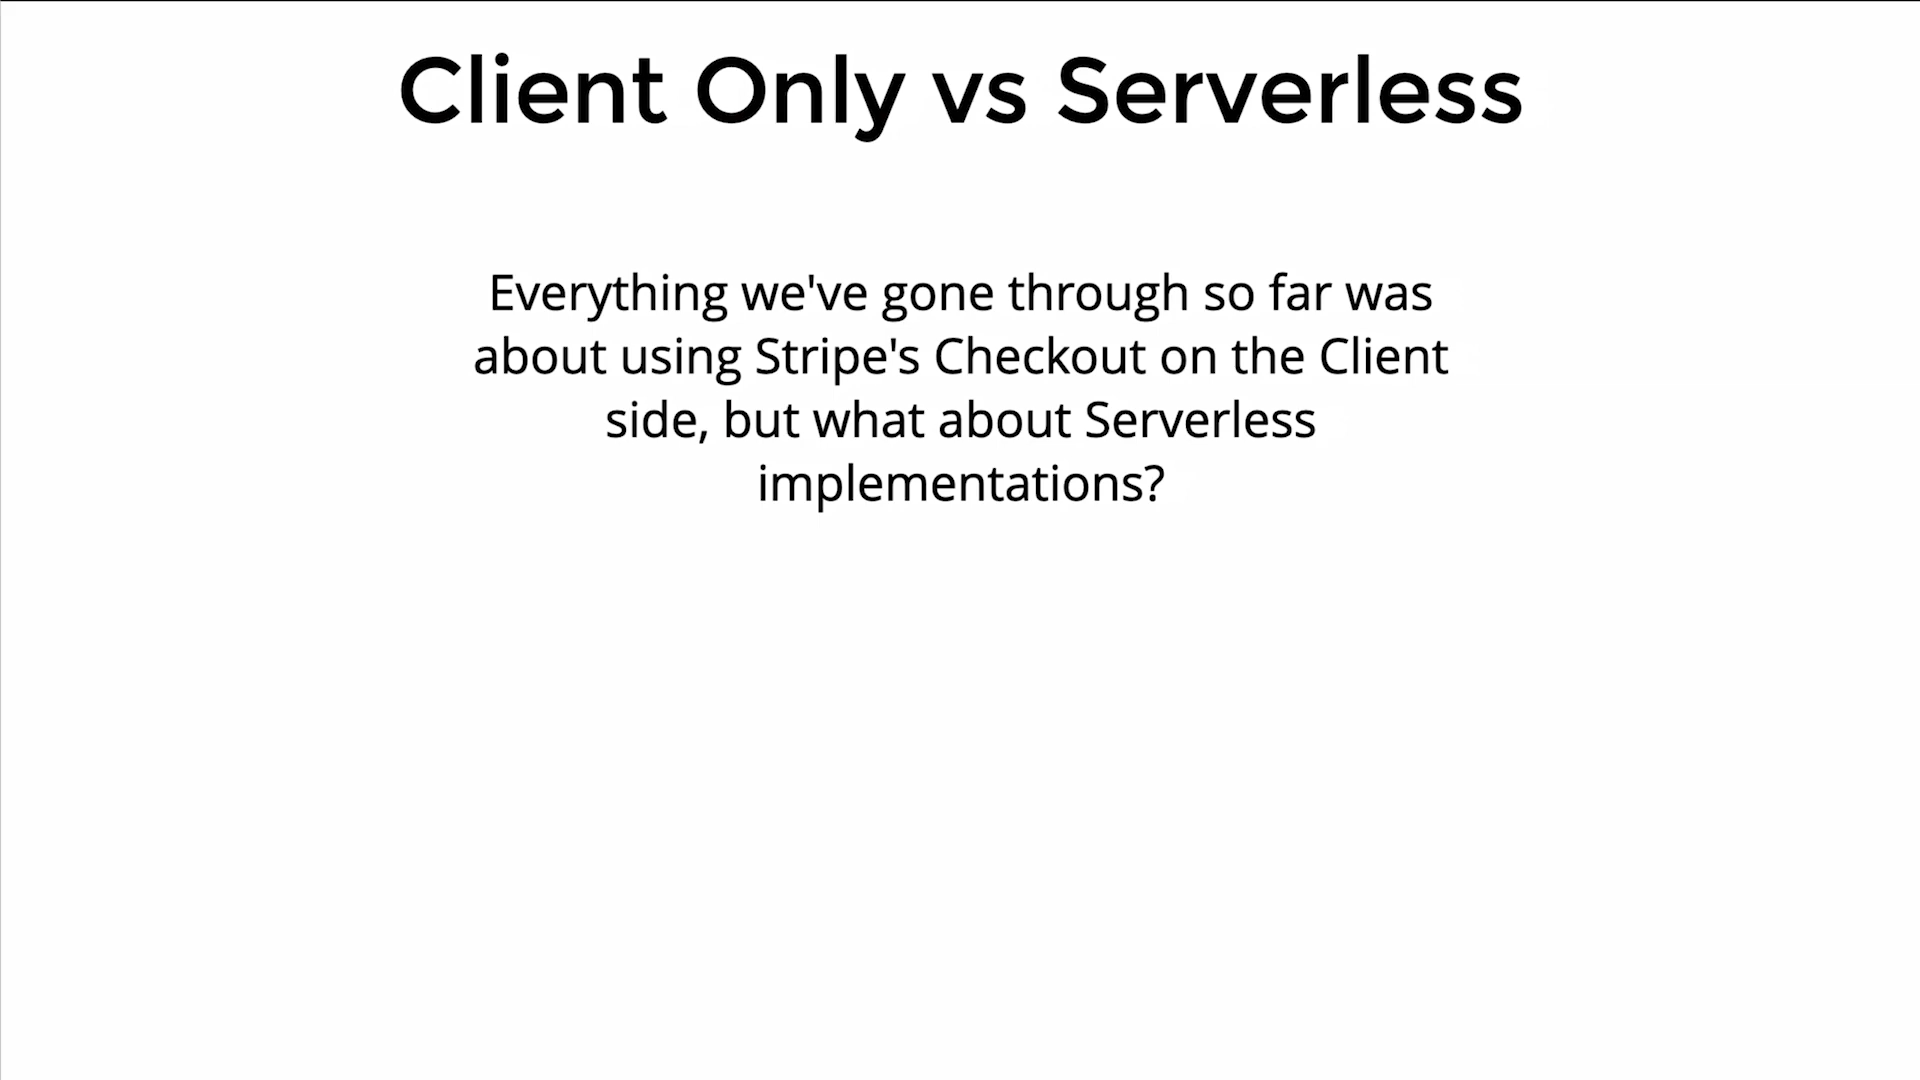 Client Only vs Serverless
Everything we've gone through so far was
about using Stripe's Checkout on the Client
side, but what about Serverless
implementations?